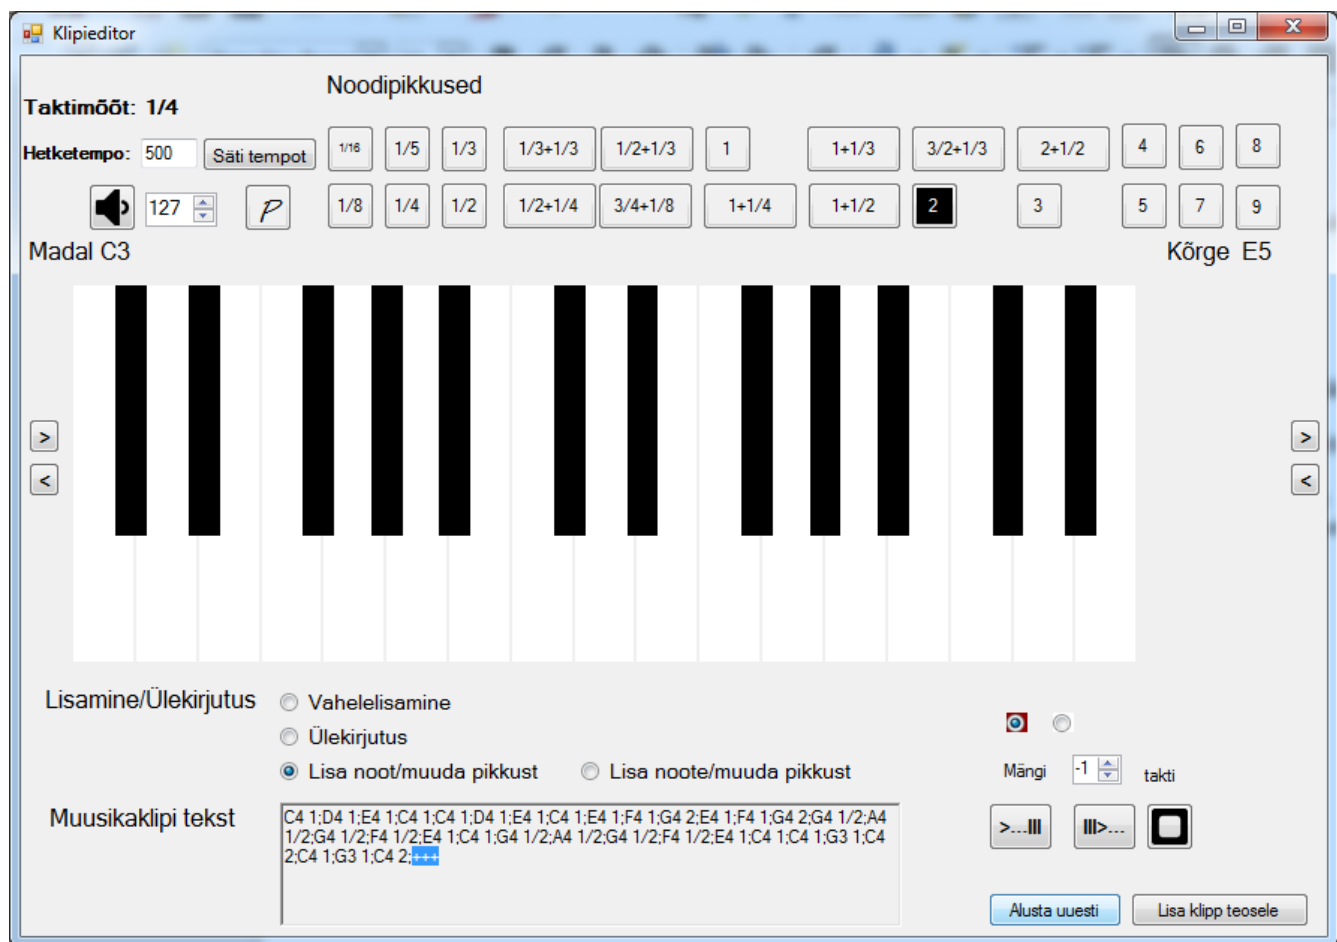 Klipieditor
Noodipikkused
Taktimõõt: 1/4
Hetketempo: 500 Säti tempot 1/16 1/5 1/3 1/3+1/3 1/2+1/3 1 1+1/3 3/2+1/3 2+1/2 4 6 8
127 P 1/8 1/4 1/2 1/2+1/4 3/4+1/8 1+1/4 1+1/2 2 3 5 7 9
Madal C3 Kõrge E5
> >
< <
Lisamine/Ülekirjutus Vahelelisamine
Ülekirjutus
Lisa noot/muuda pikkust Lisa noote/muuda pikkust Mängi -1 takti
Muusikaklipi tekst
C4 1;D4 1;E4 1;C4 1;C4 1;D4 1;E4 1;C4 1;E4 1;F4 1;G4 2;E4 1;F4 1;G4 2;G4 1/2;A4
1/2;G4 1/2;F4 1/2;E4 1;C4 1;G4 1/2;A4 1/2;G4 1/2;F4 1/2;E4 1;C4 1;C4 1;G3 1;C4
2;C4 1;G3 1;C4 2;+++
>...III III>...
Alusta uuesti Lisa klipp teosele